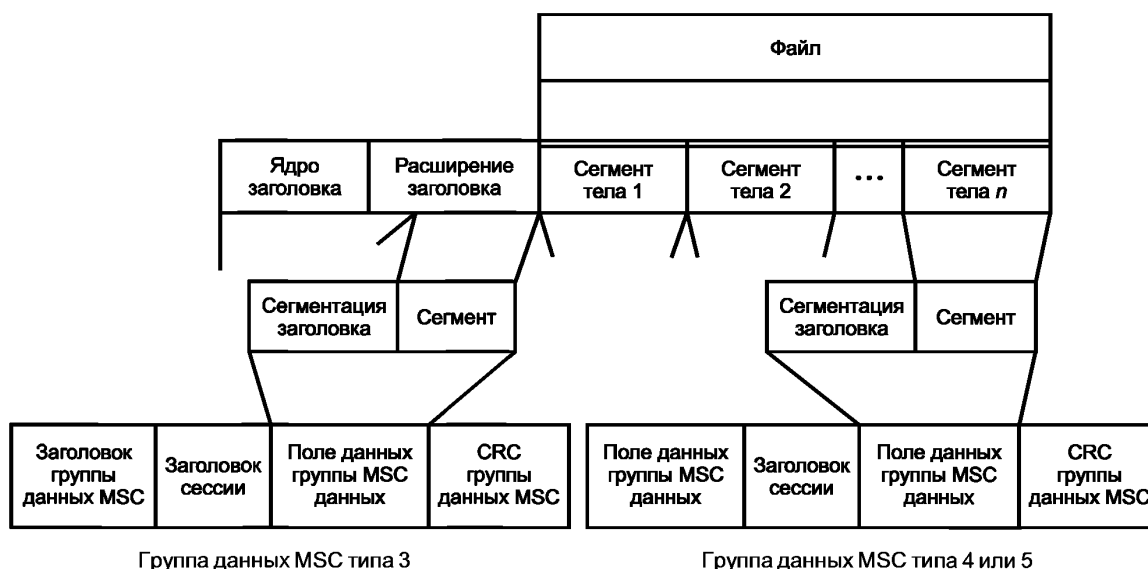 Файл
Ядро
заголовка
Расширение
заголовка
Сегмент
тела 1
Сегмент
тела 2
...
Сегмент
тела n
Сегментация
заголовка
Сегмент
Сегментация
заголовка
Сегмент
Заголовок
группы
данных MSC
Заголовок
сессии
Поле данных
группы MSC
данных
CRC
группы
данных MSC
Поле данных
группы MSC
данных
Заголовок
сессии
Поле данных
группы MSC
данных
CRC
группы
данных MSC
Группа данных MSC типа 3
Группа данных MSC типа 4 или 5